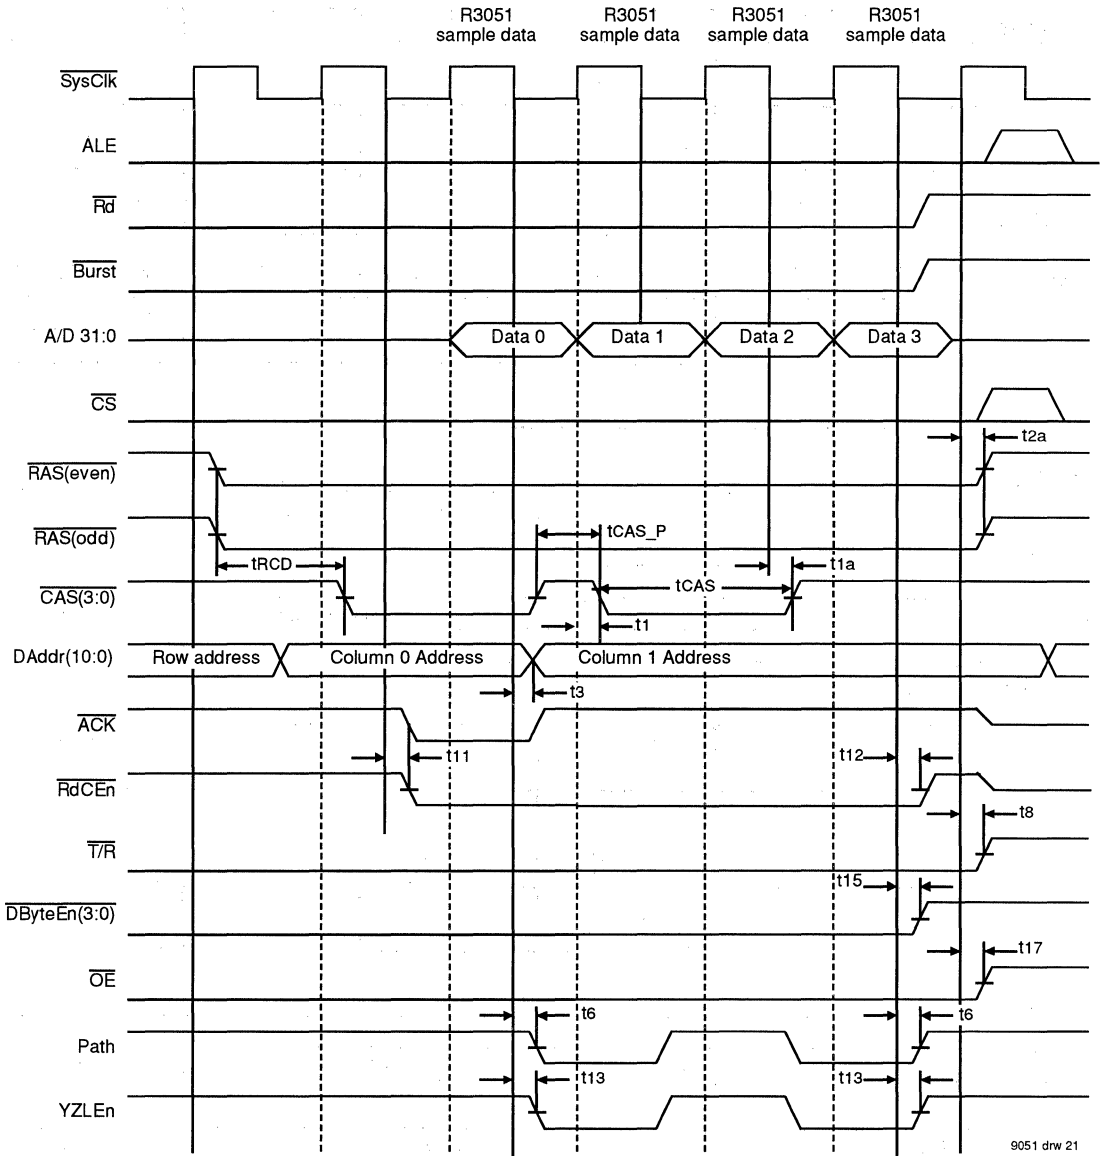 R3051 R3051 R3051 R3051
sample data sample data sample data sample data
SysClk
ALE
Rd
Burst
A/D 31:0 Data 0 Data 1 Data 2 Data 3
CS
t2a
RAS(even)
RAS(odd) tCAS_P
tRCD t1a
CAS(3:0) tCAS
t1
DAddr(10:0) Row address Column 0 Address Column 1 Address
t3
ACK
t11 t12
RdCEn
t8
T/R
t15
DByteEn(3:0)
t17
OE
t6 t6
Path
t13 t13
YZLEn
9051 drw 21